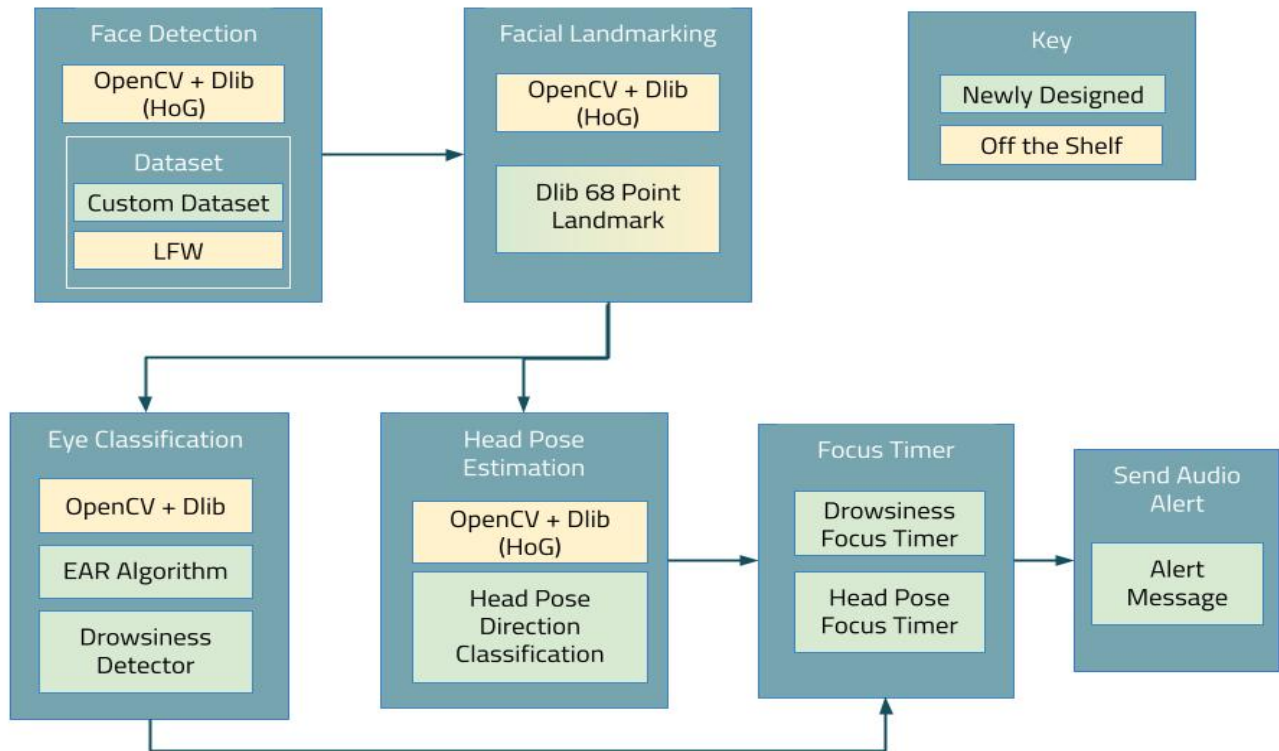 Face Detection
OpenCV + Dlib
(HoG)
Dataset
Custom Dataset
LFW
Facial Landmarking
OpenCV + Dlib
(HoG)
Dlib 68 Point
Landmark
Key
Newly Designed
Off the Shelf
Eye Classification
OpenCV + Dlib
EAR Algorithm
Drowsiness
Detector
Head Pose
Estimation
OpenCV + Dlib
(HoG)
Head Pose
Direction
Classification
Focus Timer
Drowsiness
Focus Timer
Head Pose
Focus Timer
Send Audio
Alert
Alert
Message